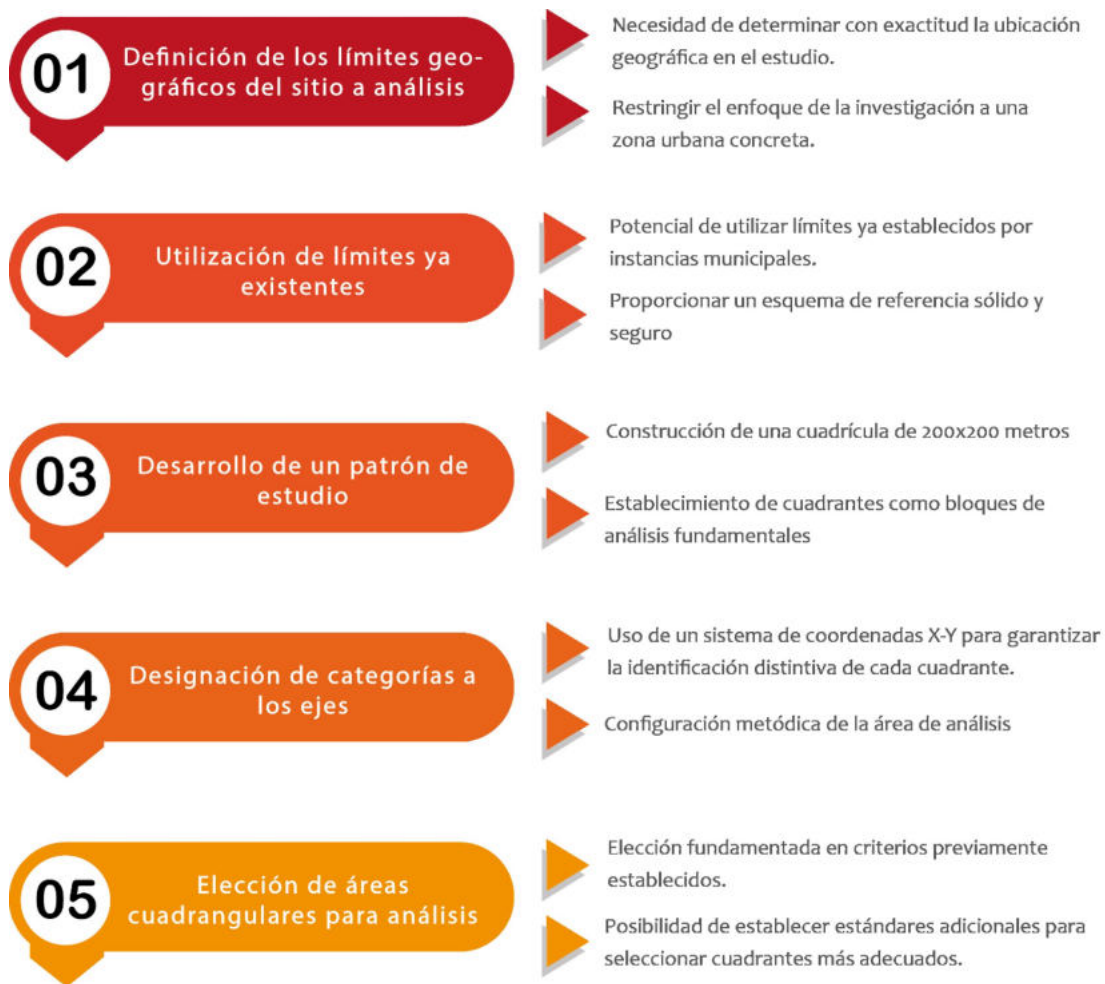 01
Definición de los límites geo-
gráficos del sitio a análisis
Necesidad de determinar con exactitud la ubicación
geográfica en el estudio.
Restringir el enfoque de la investigación a una
zona urbana concreta.
02
Utilización de límites ya
existentes
Potencial de utilizar límites ya establecidos por
instancias municipales.
Proporcionar un esquema de referencia sólido y
seguro
03
Desarrollo de un patrón de
estudio
Construcción de una cuadrícula de 200x200 metros
Establecimiento de cuadrantes como bloques de
análisis fundamentales
04
Designación de categorías a
los ejes
Uso de un sistema de coordenadas X-Y para garantizar
la identificación distintiva de cada cuadrante.
Configuración metódica de la área de análisis
05
Elección de áreas
cuadrangulares para análisis
Elección fundamentada en criterios previamente
establecidos.
Posibilidad de establecer estándares adicionales para
seleccionar cuadrantes más adecuados.